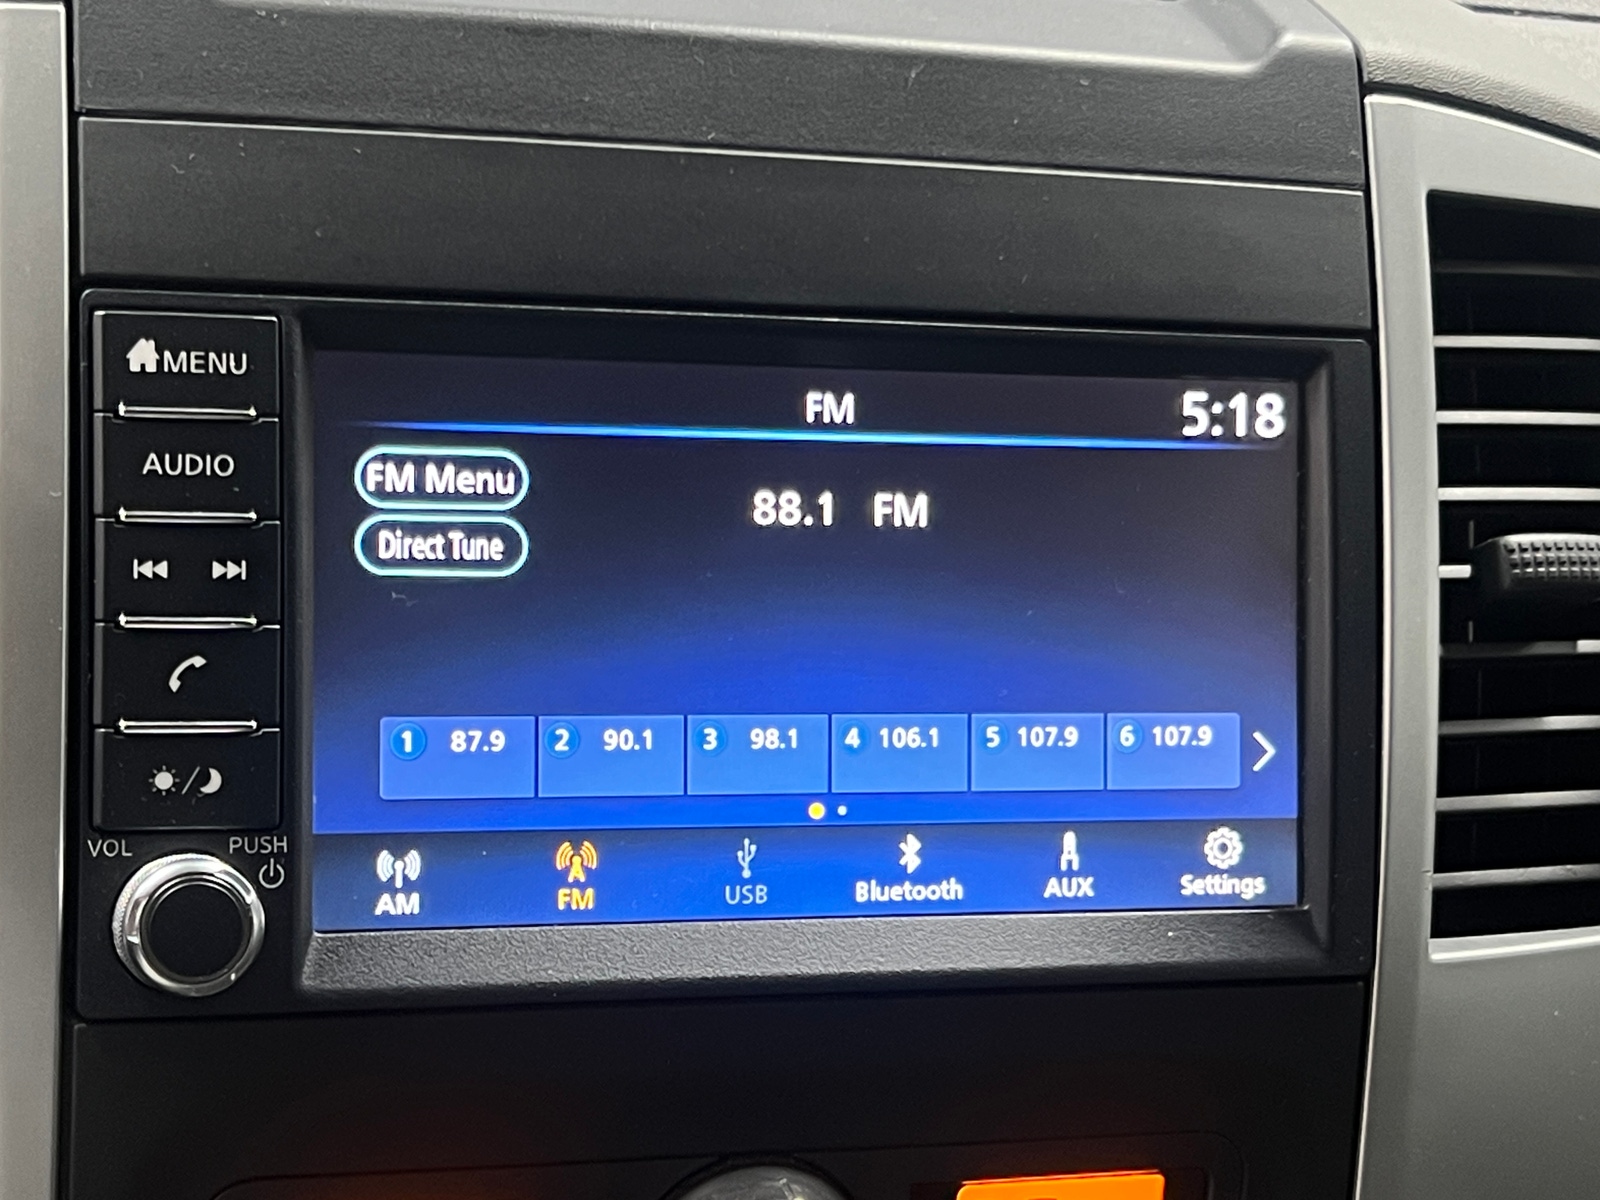 MENU
AUDIO
VOL PUSH
FM 5:18
FM Menu
88.1 FM
Direct Tune
1 87.9 2 90.1 3 98.1 4 106.1 5 107.9 6 107.9
AM FM USB Bluetooth AUX Settings